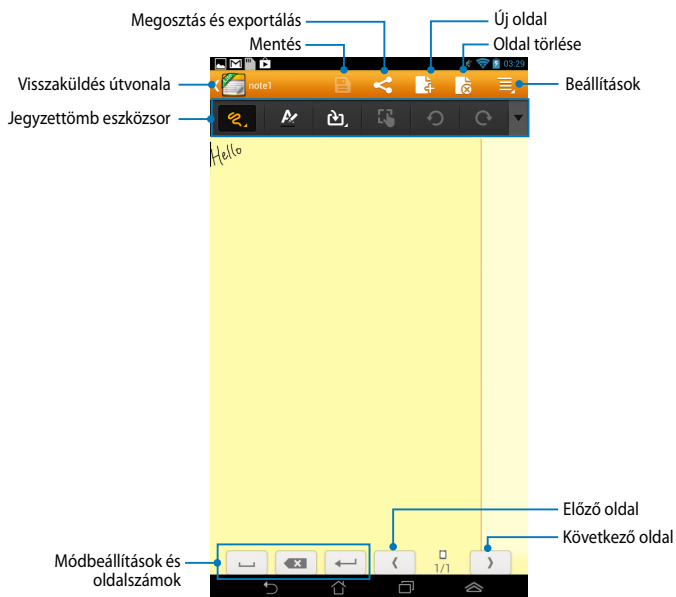 Megosztás és exportálás
Új oldal
Mentés
Oldal törlése
03:29
Visszaküldés útvonala
note1
Beállítások
Jegyzettömb eszközsor
Hello
Előző oldal
Következő oldal
Módbeállítások és
oldalszámok
1/1